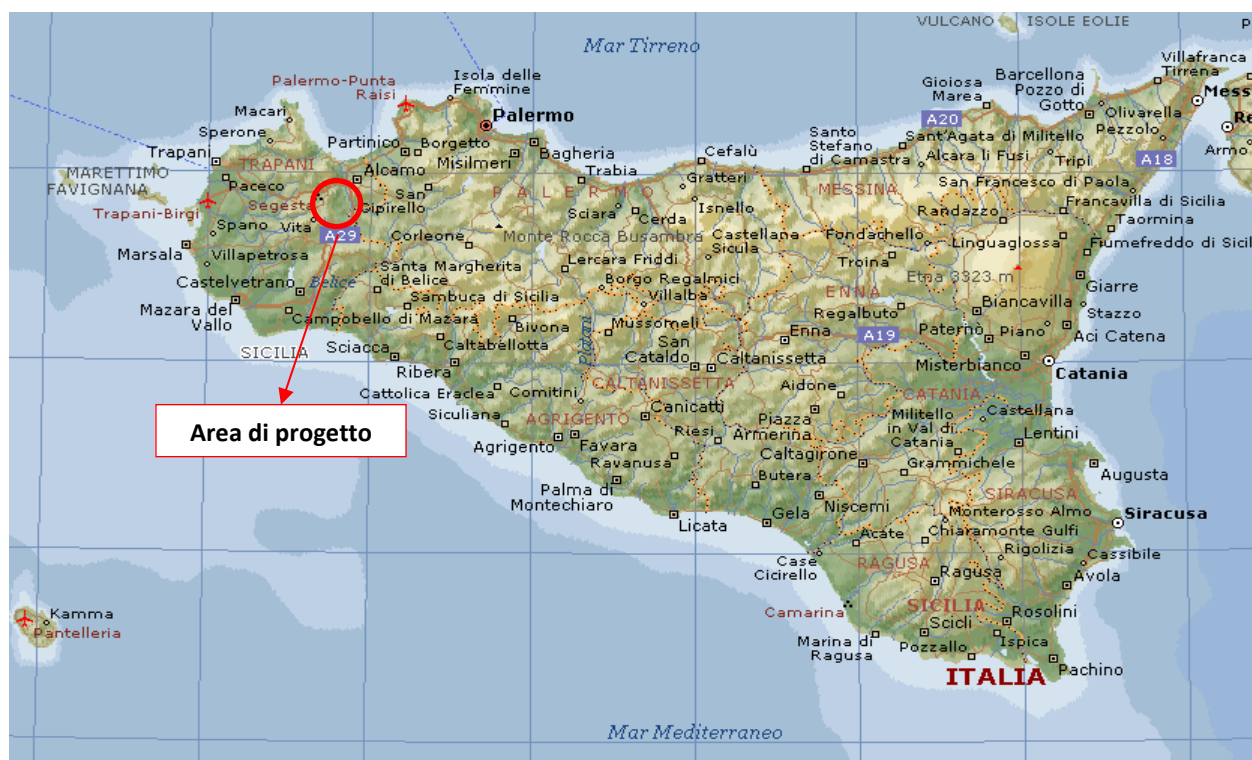 VULCANO
ISOLE EOLIE
P
Mar Tirreno
Villafranca
Tirrena
Palermo-Punta
Raisi
Isola delle
Femmine
Gioiosa
Marea
Barcellona
Pozzo di
Gotto
Mess
Macari
Olivarella
Re
A20
Palermo
Sperone
Partinico
Borgetto
Santo
Stefano
di Camastra
Sant'Agata di Militello
Pezzolo
Armo
Trapani
Misilmeri
Bagheria
Cefalù
Alcara li Fusi
Tripi
A18
TRAPANI
Alcamo
Trabia
MARETTIMO
FAVIGNANA
Paceco
San
Cipirello
PALERMO
Gratteri
MESSINA
San Francesco di Paola
Segesta
Sciara
Isnello
Francavilla di Sicilia
Trapani-Birgi
Cerda
Randazzo
Taormina
Spano
Vita
A29
Corleone
Monte Rocca Busambra
Castellana
Sicula
Fondachello
Linguaglossa
Fiumefreddo di Sicil
Marsala
Villapetrosa
Santa Margherita
di Belice
Lercara Friddi
Troina
Etna 3323 m
Castelvetrano
Belice
Borgo Regalmici
Giarre
Mazara del
Vallo
Sambuca di Sicilia
Villalba
ENNA
Regalbuto
Biancavilla
Stazzo
Campobello di Mazara
Bivona
Platani
Mussomeli
Enna
A19
Paternò
Piano
Aci Catena
SICILIA
Sciacca
Caltabellotta
San
Cataldo
Caltanissetta
Misterbianco
Catania
Ribera
Cattolica Eraclea
Comitini
CALTANISSETTA
Aidone
CATANIA
Area di progetto
Siculiana
AGRIGENTO
Canicatti
Piazza
Armerina
Militello
in Val di
Catania
Castellana
Agrigento
Favara
Riesi
Lentini
Ravanusa
Caltagirone
Grammichele
Augusta
Palma di
Montechiaro
Butera
SIRACUSA
Licata
Gela
Niscemi
Monterosso Almo
Siracusa
Acate
Chiaramonte Gulfi
Case
Cicirello
RAGUSA
Ragusa
Rigolizia
Cassibile
Avola
Kamma
Camarina
SICILIA
Rosolini
Pantelleria
Scicli
Marina di
Ragusa
Pozzallo
Ispica
ITALIA
Pachino
Mar Mediterraneo